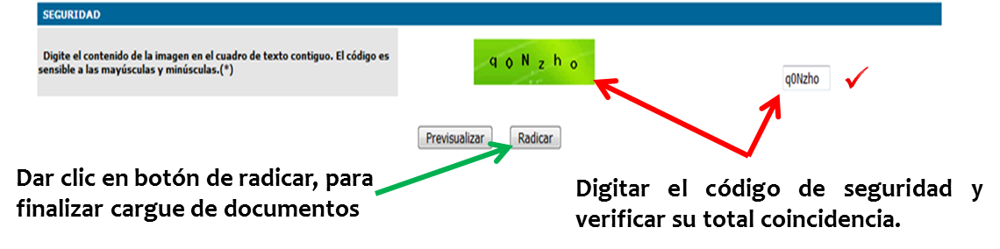 SEGURIDAD
Digite el contenido de la imagen en el cuadro de texto contiguo. El código es
sensible a las mayúsculas y minúsculas.(*)
q0Nzho
q0Nzho
Previsualizar
Radicar
Dar clic en botón de radicar, para
finalizar cargue de documentos
Digitar el código de seguridad y
verificar su total coincidencia.